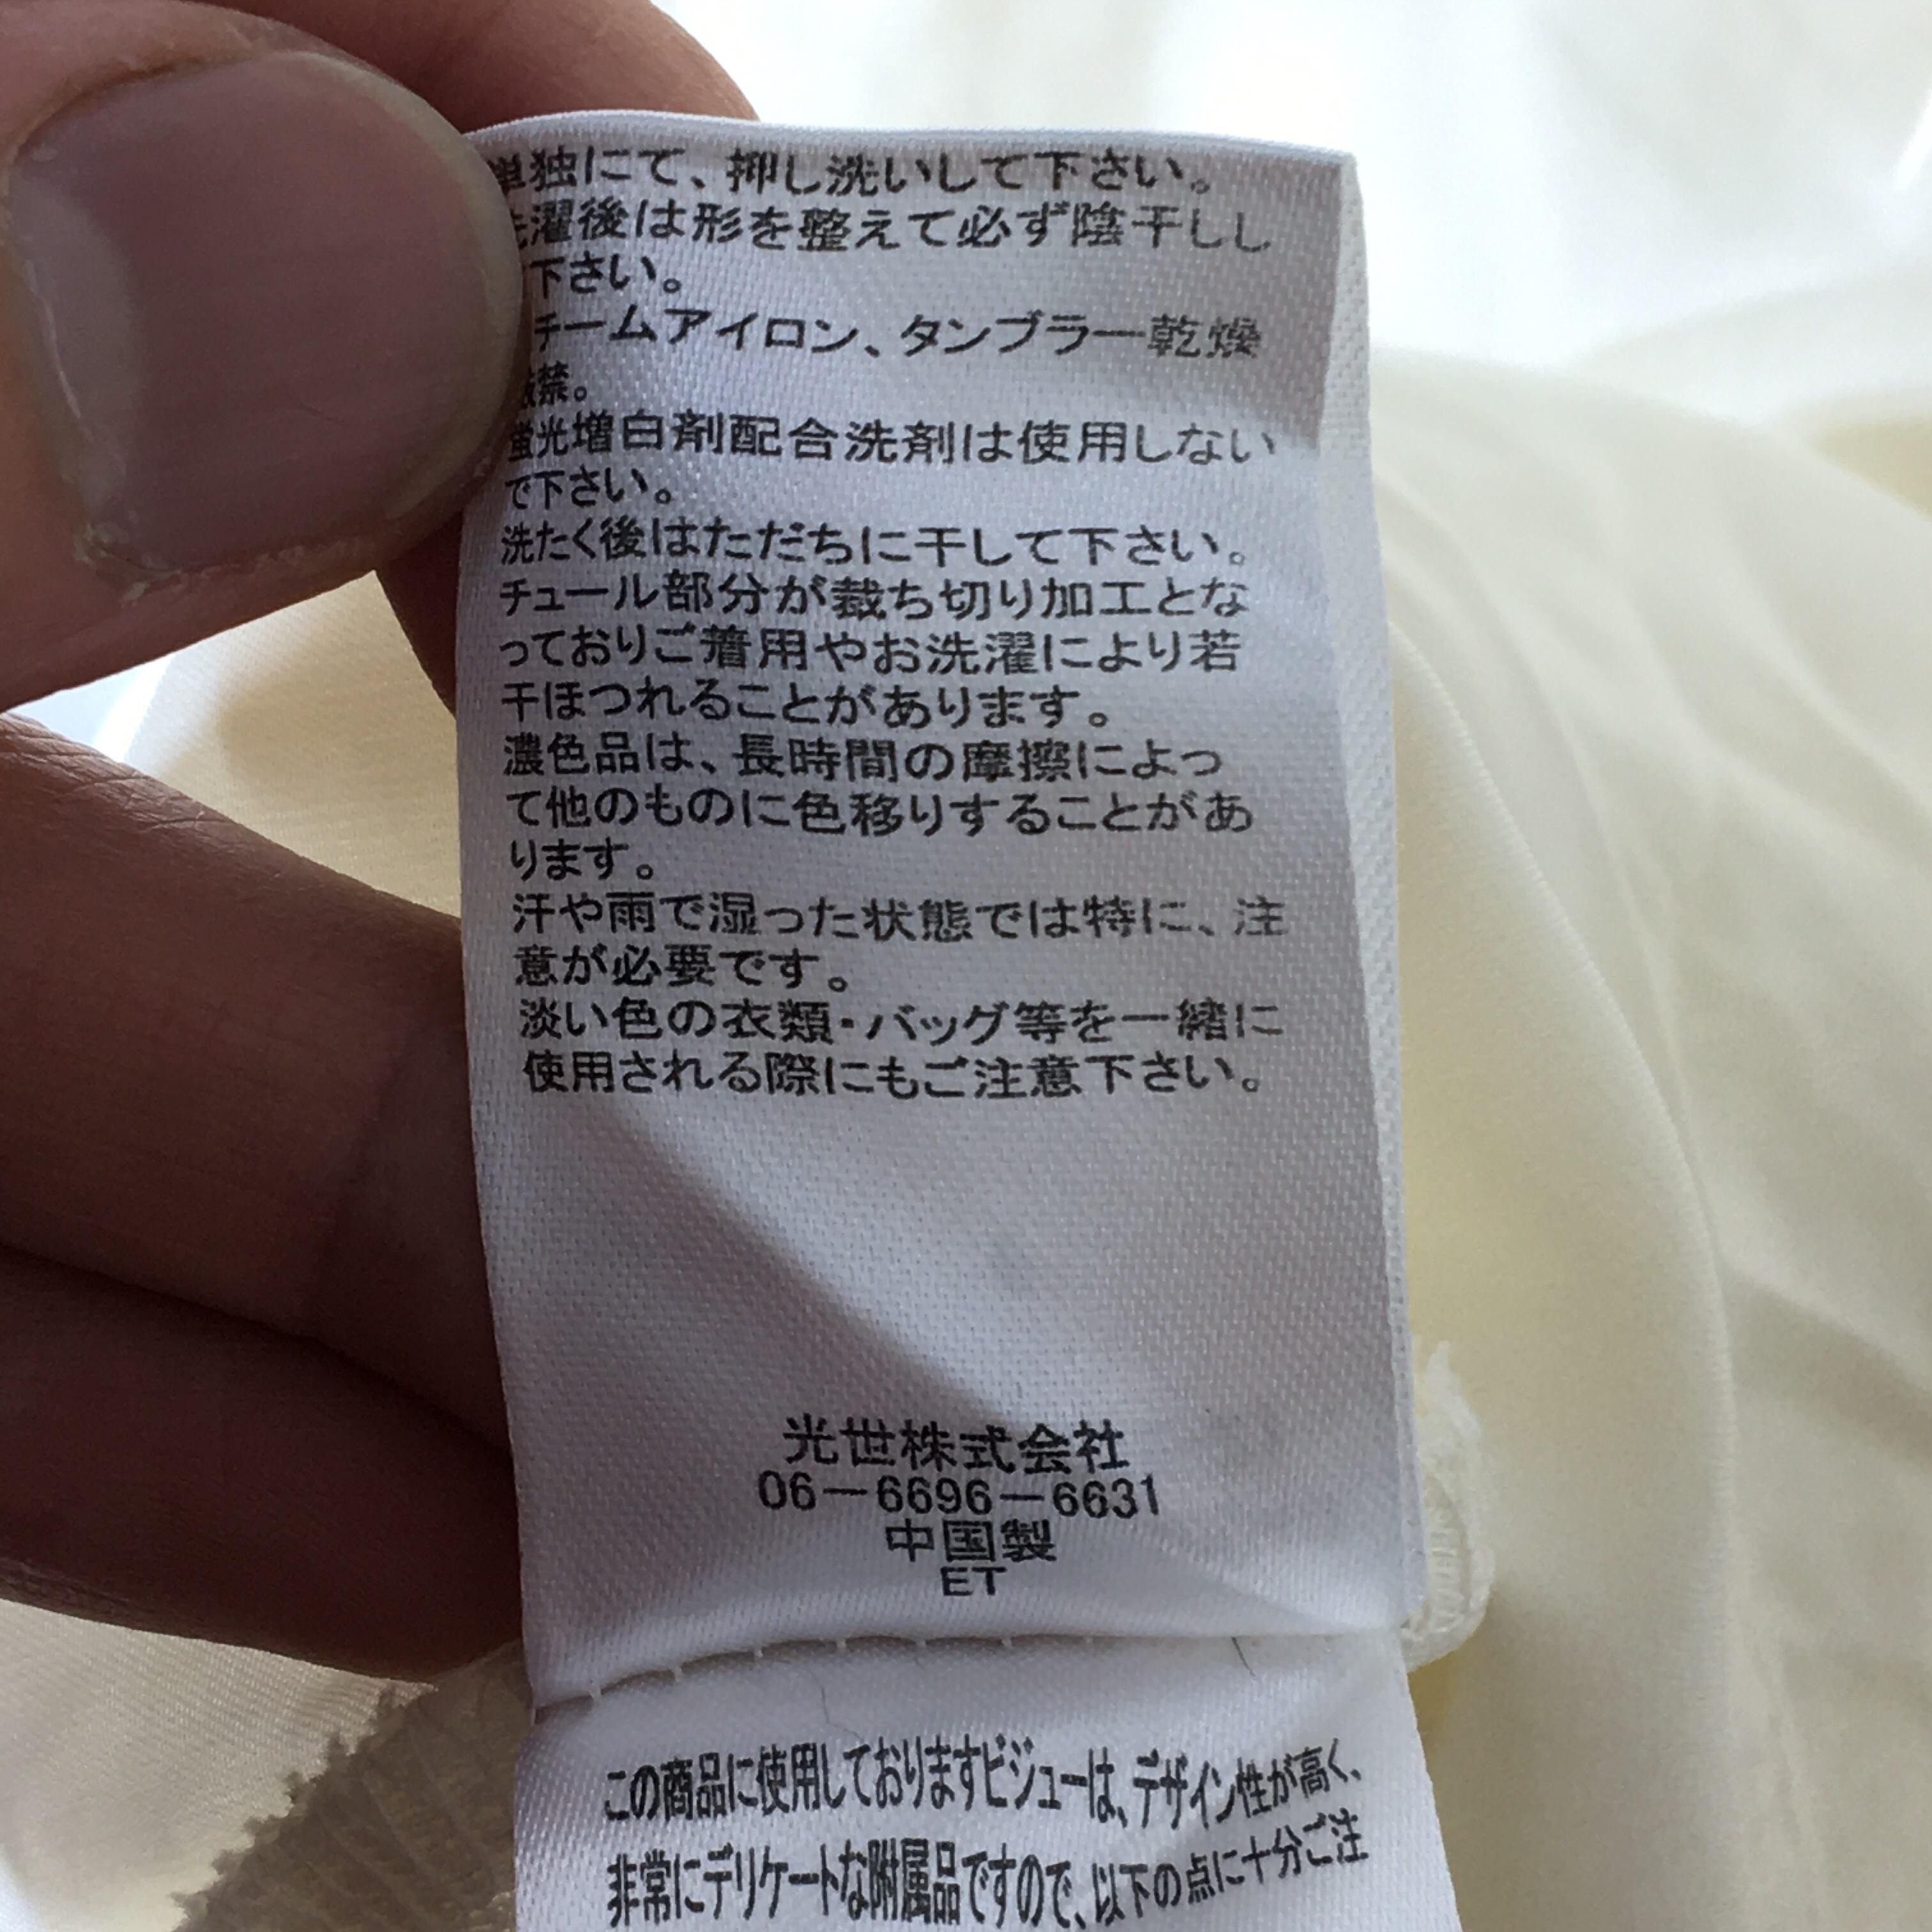 単独にて、押し洗いして下さい。
洗濯後は形を整えて必ず陰干しし
下さい。
チームアイロン、タンブラー乾燥
禁。
蛍光増白剤配合洗剤は使用しない
で下さい。
洗たく後はただちに干して下さい。
チュール部分が裁ち切り加工とな
っておりご着用やお洗濯により若
干ほつれることがあります。
濃色品は、長時間の摩擦によっ
て他のものに色移りすることがあ
ります。
汗や雨で湿った状態では特に、注
意が必要です。
淡い色の衣類・バッグ等を一緒に
使用される際にもご注意下さい。
光世株式会社
06－6696－6631
中国製
ET
この商品に使用しておりますビジューは、デザイン性が高く、
非常にデリケートな附属品ですので、以下の点に十分ご注